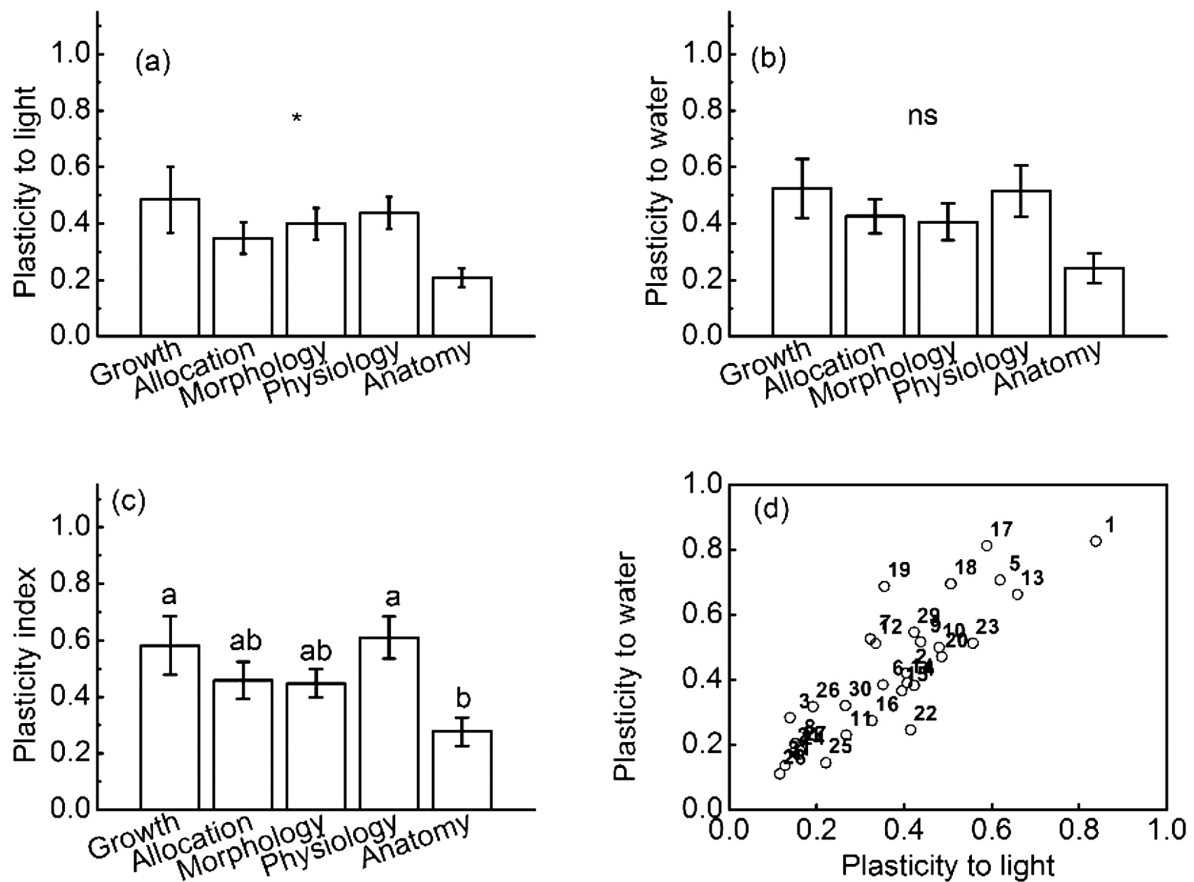 (a)
Plasticity to light
1.0
0.8
0.6
0.4
0.2
0.0
*
Growth
Allocation
Morphology
Physiology
Anatomy
(b)
Plasticity to water
1.0
0.8
0.6
0.4
0.2
0.0
ns
Growth
Allocation
Morphology
Physiology
Anatomy
(c)
Plasticity index
1.0
0.8
0.6
0.4
0.2
0.0
a
ab
ab
a
b
Growth
Allocation
Morphology
Physiology
Anatomy
(d)
Plasticity to water
1.0
0.8
0.6
0.4
0.2
0.0
1
17
5
13
18
19
29
7
12
9
10
20
23
2
6
3
26
30
16
11
22
8
25
0.0 0.2 0.4 0.6 0.8 1.0
Plasticity to light